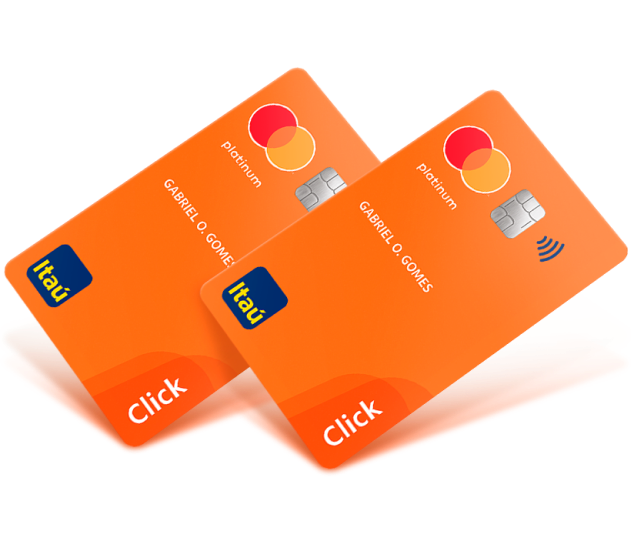 platinum
GABRIEL O. GOMES
Itaú
Click
platinum
GABRIEL O. GOMES
Itaú
Click